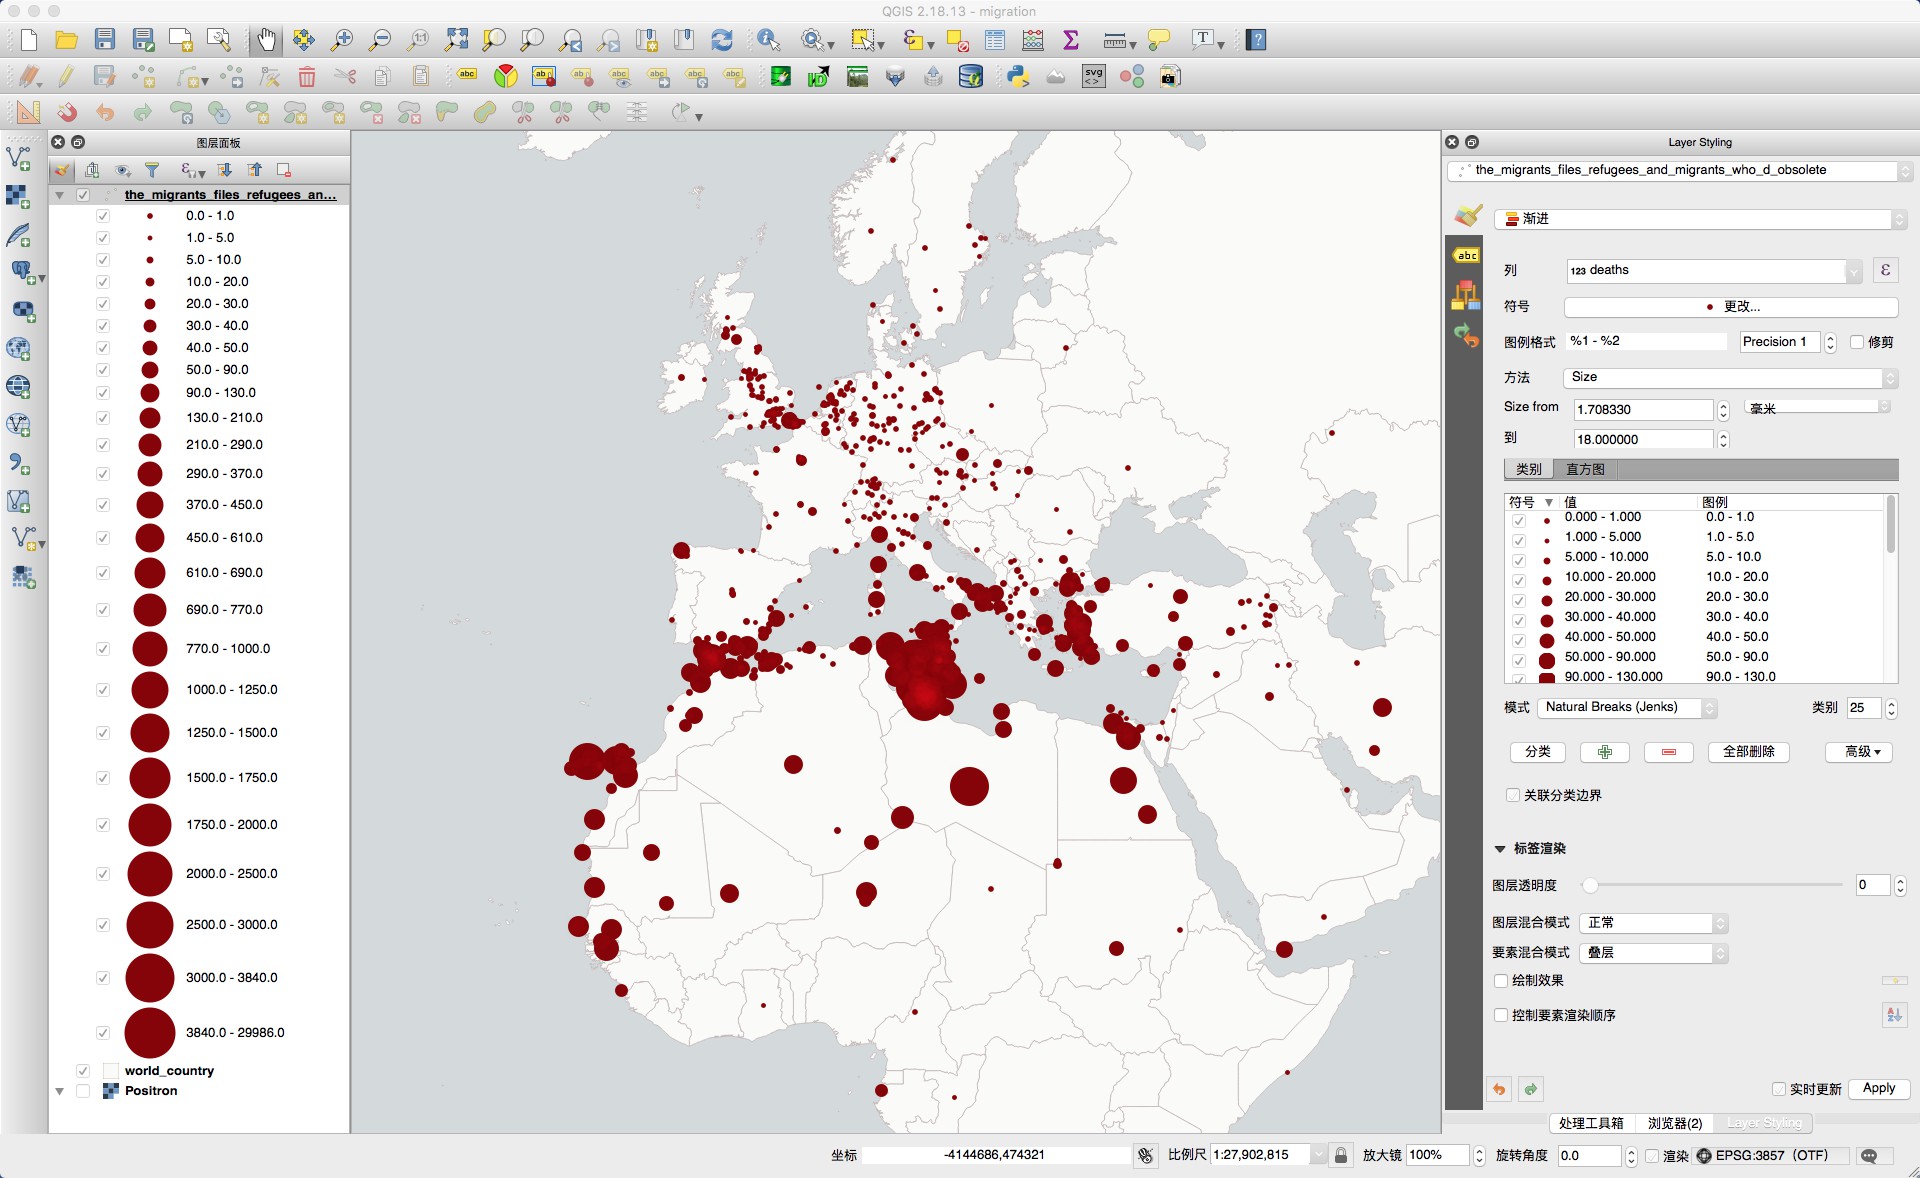 QGIS 2.18.13 - migration
图层面板
the_migrants_files_refugees_an...
0.0 - 1.0
1.0 - 5.0
5.0 - 10.0
10.0 - 20.0
20.0 - 30.0
30.0 - 40.0
40.0 - 50.0
50.0 - 90.0
90.0 - 130.0
130.0 - 210.0
210.0 - 290.0
290.0 - 370.0
370.0 - 450.0
450.0 - 610.0
610.0 - 690.0
690.0 - 770.0
770.0 - 1000.0
1000.0 - 1250.0
1250.0 - 1500.0
1500.0 - 1750.0
1750.0 - 2000.0
2000.0 - 2500.0
2500.0 - 3000.0
3000.0 - 3840.0
3840.0 - 29986.0
world_country
Positron
Layer Styling
the_migrants_files_refugees_and_migrants_who_d_obsolete
渐进
abc
列 123 deaths ε
符号 更改...
图例格式 %1 - %2 Precision 1 修剪
方法 Size
Size from 1.708330 毫米
到 18.000000
类别 直方图
符号 值 图例
0.000 - 1.000 0.0 - 1.0
1.000 - 5.000 1.0 - 5.0
5.000 - 10.000 5.0 - 10.0
10.000 - 20.000 10.0 - 20.0
20.000 - 30.000 20.0 - 30.0
30.000 - 40.000 30.0 - 40.0
40.000 - 50.000 40.0 - 50.0
50.000 - 90.000 50.0 - 90.0
90.000 - 130.000 90.0 - 130.0
模式 Natural Breaks (Jenks) 类别 25
分类 全部删除 高级
关联分类边界
标签渲染
图层透明度 0
图层混合模式 正常
要素混合模式 叠层
绘制效果
控制要素渲染顺序
实时更新 Apply
处理工具箱 浏览器(2) Layer Styling
坐标 -4144686,474321 比例尺 1:27,902,815 放大镜 100% 旋转角度 0.0 渲染 EPSG:3857 (OTF)